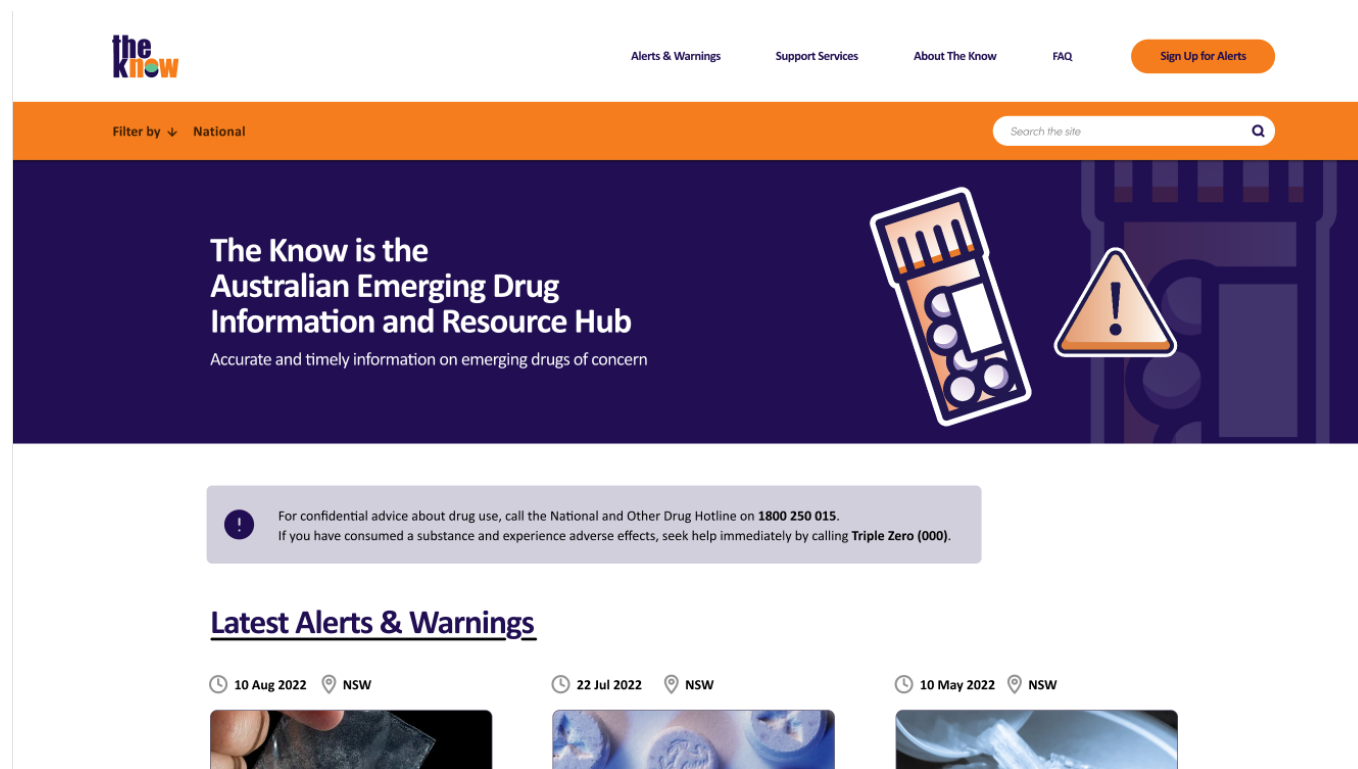 the
know
Alerts & Warnings
Support Services
About The Know
FAQ
Sign Up for Alerts
Filter by
National
Search the site
The Know is the
Australian Emerging Drug
Information and Resource Hub
Accurate and timely information on emerging drugs of concern
For confidential advice about drug use, call the National and Other Drug Hotline on 1800 250 015.
If you have consumed a substance and experience adverse effects, seek help immediately by calling Triple Zero (000).
Latest Alerts & Warnings
10 Aug 2022 NSW
22 Jul 2022 NSW
10 May 2022 NSW